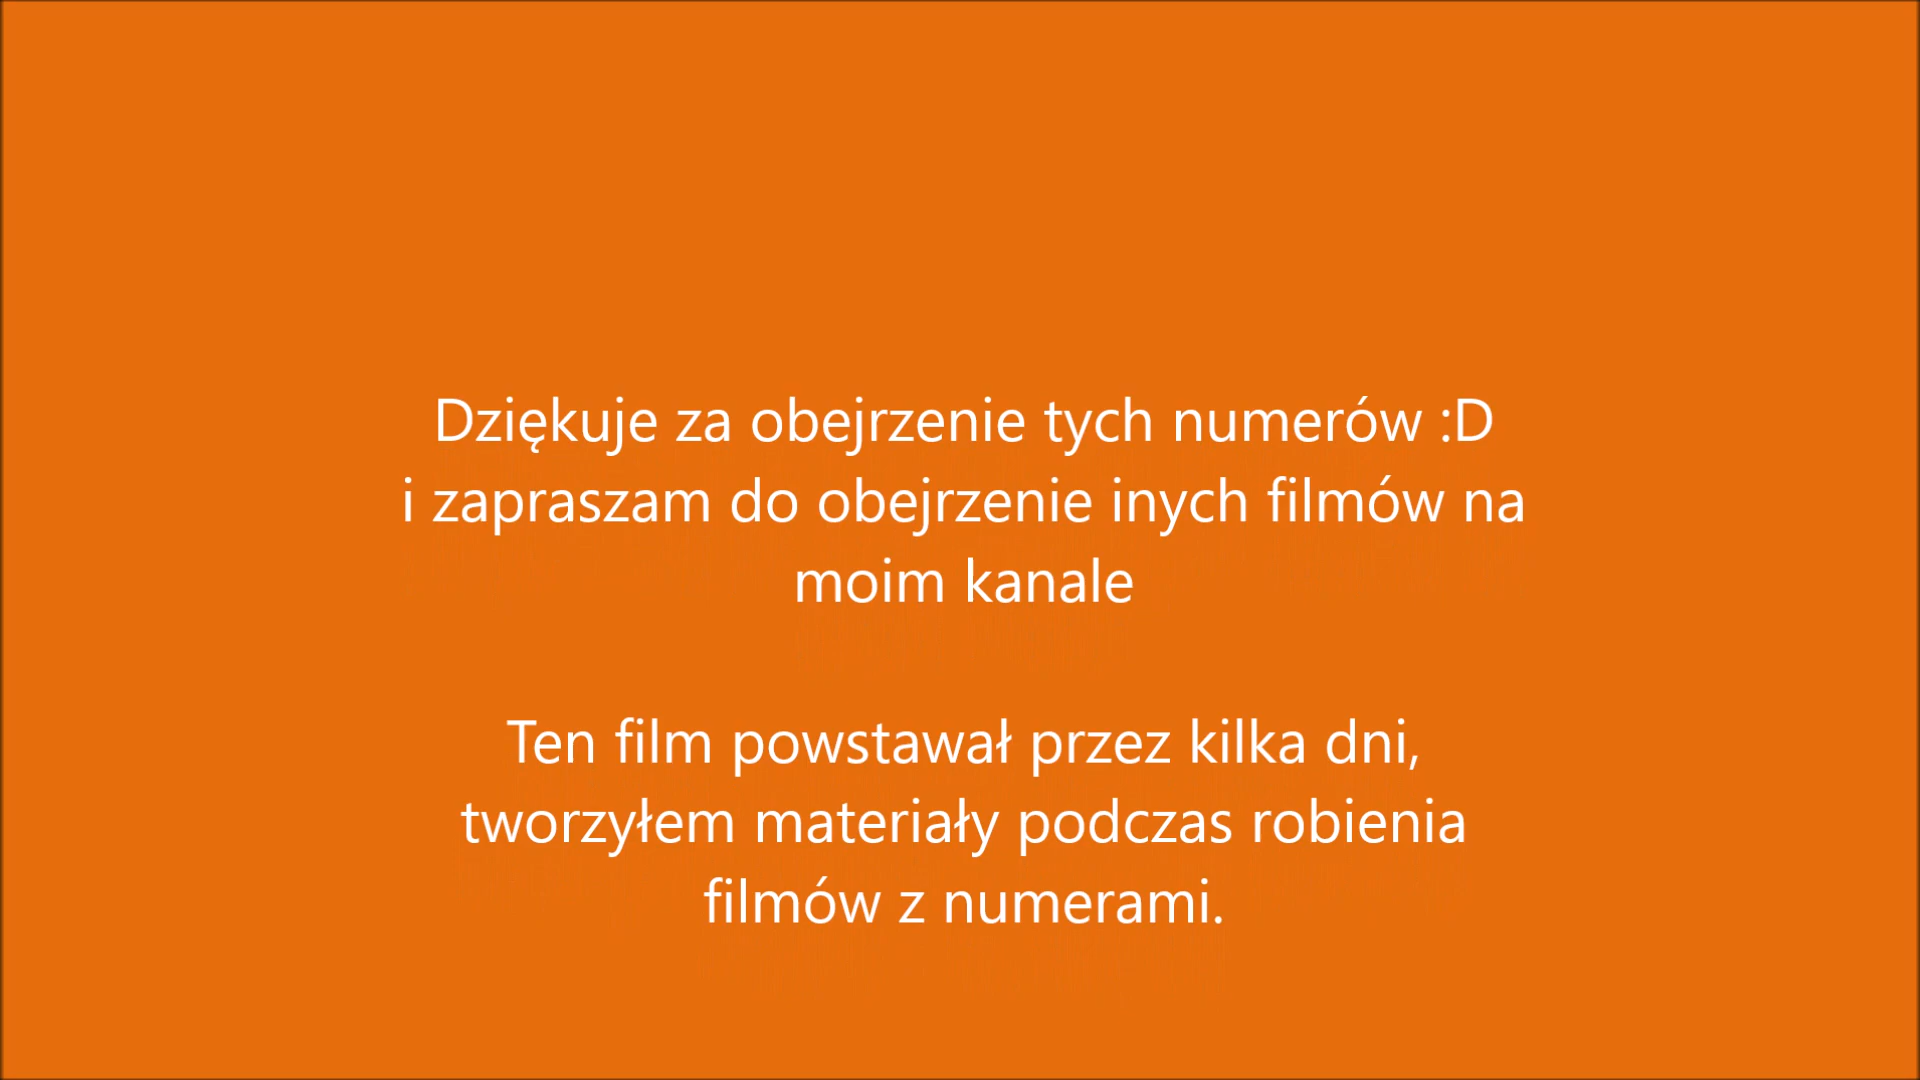 Dziękuje za obejrzenie tych numerów :D
i zapraszam do obejrzenie inych filmów na
moim kanale
Ten film powstawał przez kilka dni,
tworzyłem materiały podczas robienia
filmów z numerami.